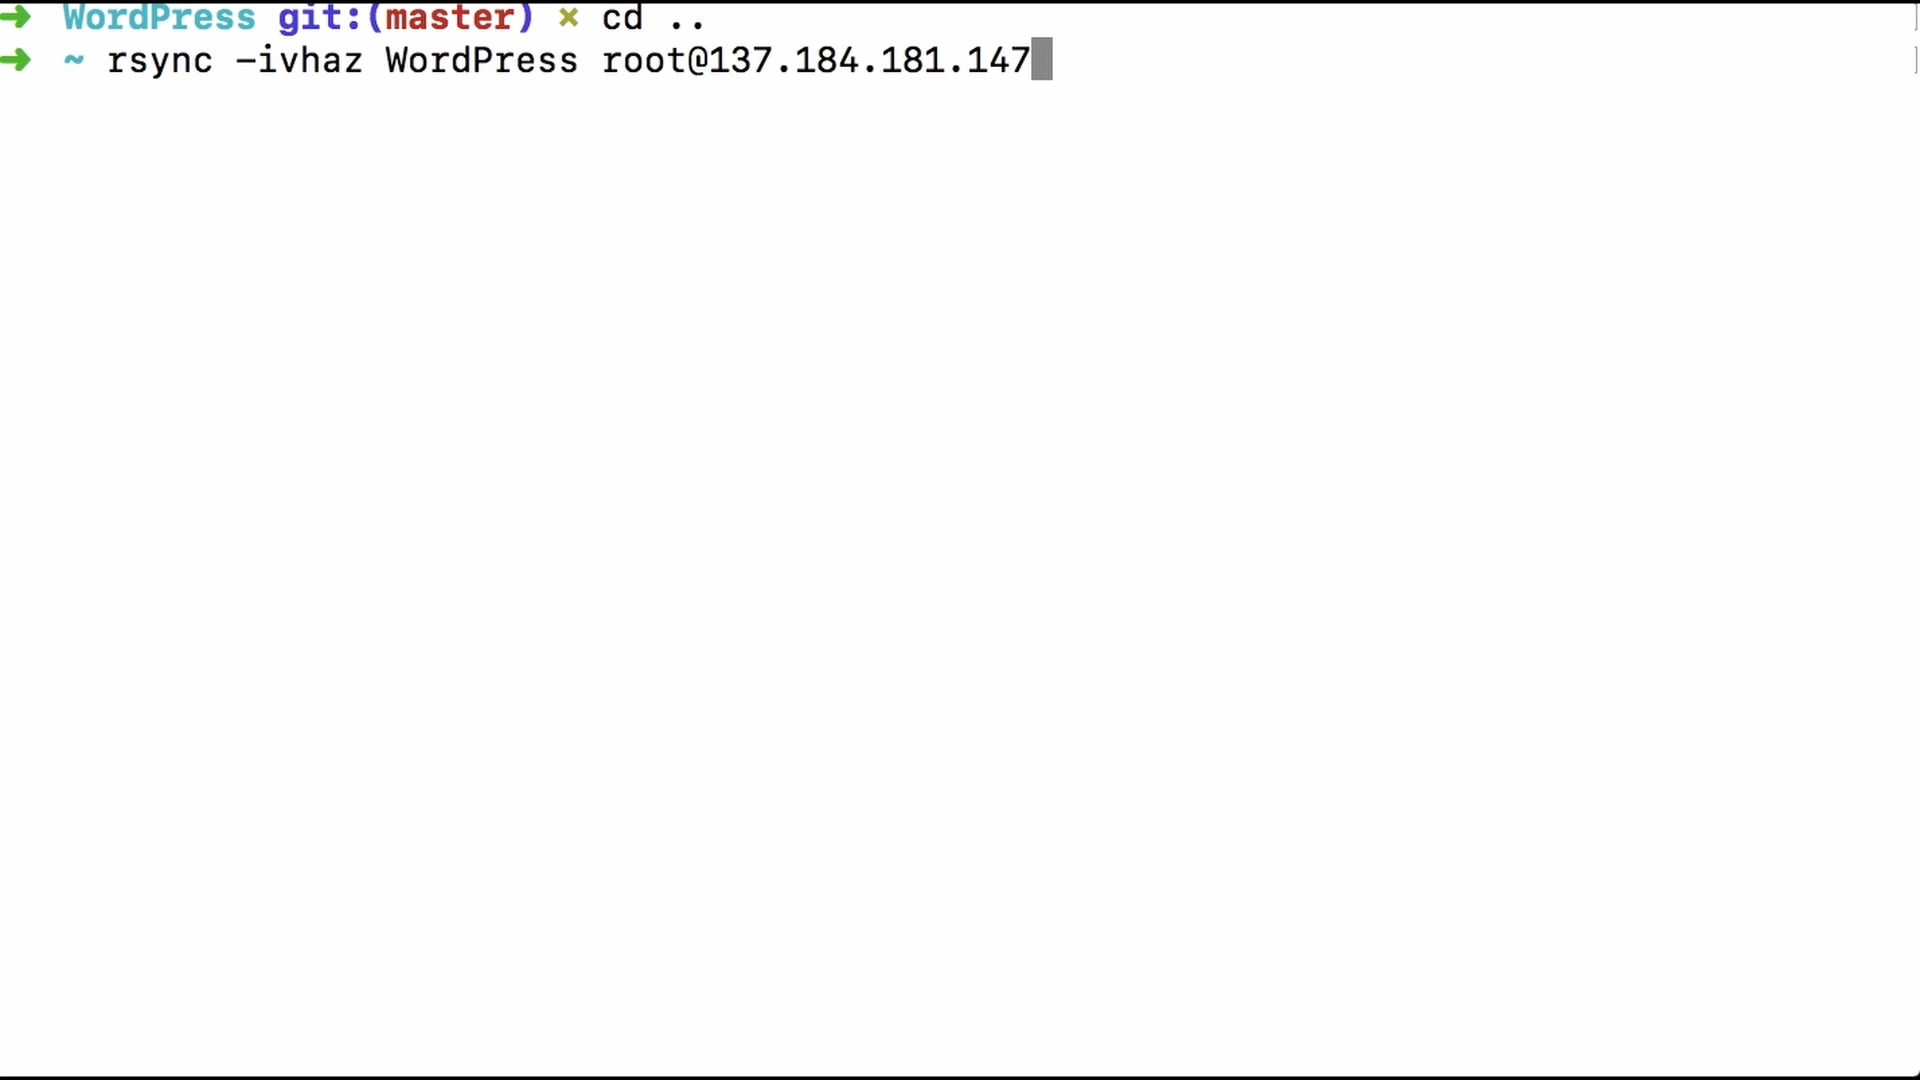 ➜ WordPress git:(master) × cd ..
➜ ~ rsync -ivhaz WordPress root@137.184.181.147